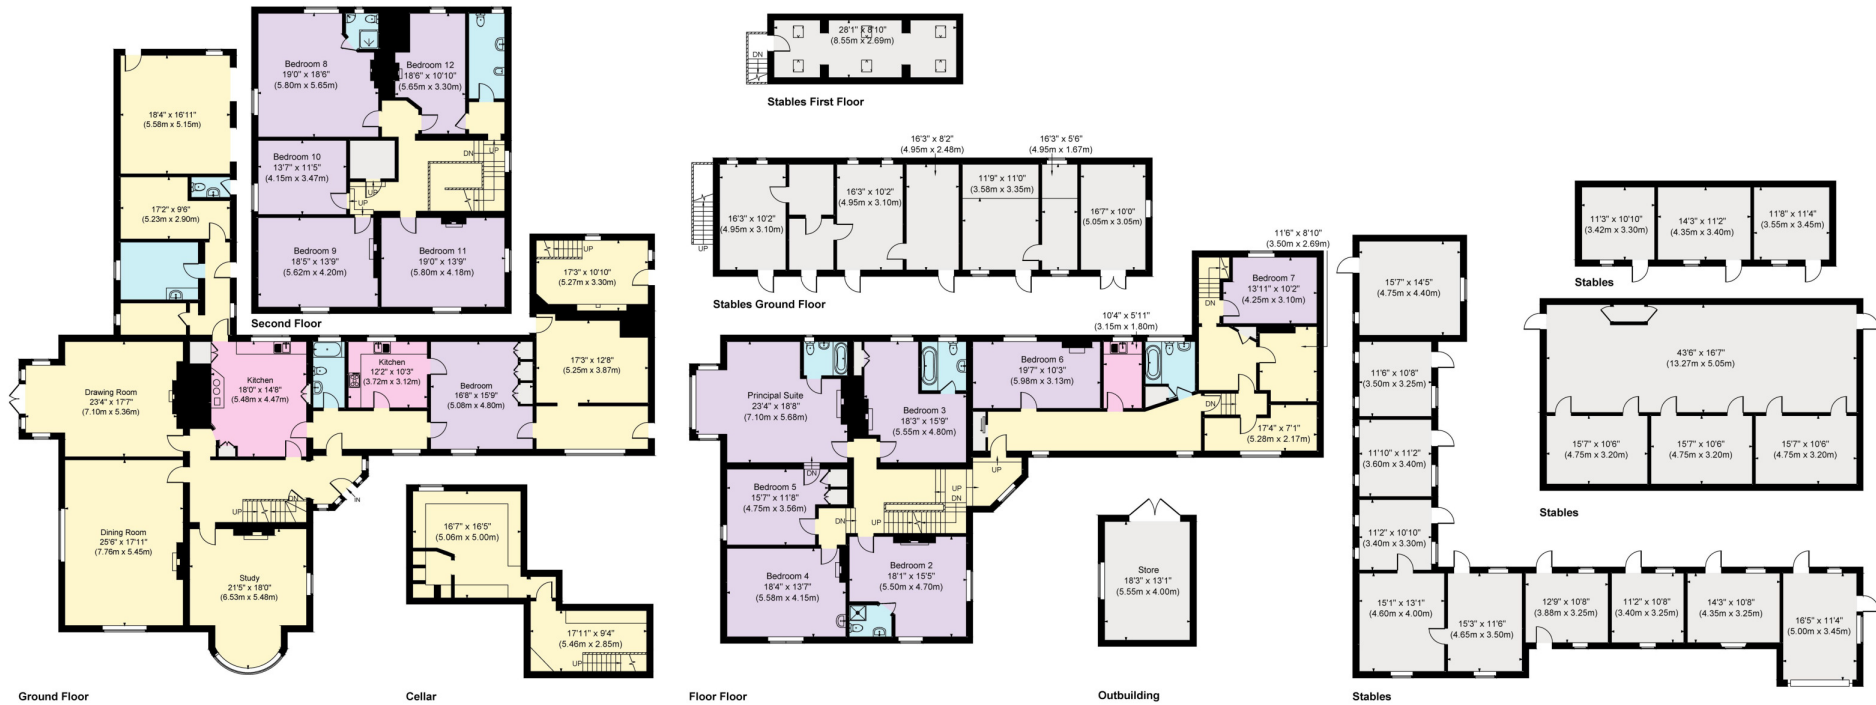 18'4" x 16'11"
(5.58m x 5.15m)
17'2" x 9'6"
(5.23m x 2.90m)
Drawing Room
23'4" x 17'7"
(7.10m x 5.36m)
Kitchen
18'0" x 14'8"
(5.48m x 4.47m)
Kitchen
12'2" x 10'3"
(3.72m x 3.12m)
Bedroom
16'8" x 15'9"
(5.08m x 4.80m)
UP
17'3" x 10'10"
(5.27m x 3.30m)
17'3" x 12'8"
(5.25m x 3.87m)
Dining Room
25'6" x 17'11"
(7.76m x 5.45m)
UP
DN
IN
Study
21'5" x 18'0"
(6.53m x 5.48m)
Ground Floor
Bedroom 8
19'0" x 18'6"
(5.80m x 5.65m)
Bedroom 12
18'6" x 10'10"
(5.65m x 3.30m)
Bedroom 10
13'7" x 11'5"
(4.15m x 3.47m)
DN
UP
UP
UP
Bedroom 9
18'5" x 13'9"
(5.62m x 4.20m)
Bedroom 11
19'0" x 13'9"
(5.80m x 4.18m)
Second Floor
16'7" x 16'5"
(5.06m x 5.00m)
17'11" x 9'4"
(5.46m x 2.85m)
UP
Cellar
28'1" x 8'10"
(8.55m x 2.69m)
DN
Stables First Floor
16'3" x 8'2"
(4.95m x 2.48m)
16'3" x 5'6"
(4.95m x 1.67m)
16'3" x 10'2"
(4.95m x 3.10m)
16'3" x 10'2"
(4.95m x 3.10m)
11'9" x 11'0"
(3.58m x 3.35m)
16'7" x 10'0"
(5.05m x 3.05m)
UP
Stables Ground Floor
11'6" x 8'10"
(3.50m x 2.69m)
Bedroom 7
13'11" x 10'2"
(4.25m x 3.10m)
DN
10'4" x 5'11"
(3.15m x 1.80m)
Principal Suite
23'4" x 18'8"
(7.10m x 5.68m)
Bedroom 3
18'3" x 15'9"
(5.55m x 4.80m)
Bedroom 6
19'7" x 10'3"
(5.98m x 3.13m)
DN
17'4" x 7'1"
(5.28m x 2.17m)
UP
DN
Bedroom 5
15'7" x 11'8"
(4.75m x 3.56m)
UP
DN
DN
UP
Bedroom 4
18'4" x 13'7"
(5.58m x 4.15m)
Bedroom 2
18'1" x 15'5"
(5.50m x 4.70m)
Floor Floor
Store
18'3" x 13'1"
(5.55m x 4.00m)
Outbuilding
15'7" x 14'5"
(4.75m x 4.40m)
11'6" x 10'8"
(3.50m x 3.25m)
11'10" x 11'2"
(3.60m x 3.40m)
11'2" x 10'10"
(3.40m x 3.30m)
15'1" x 13'1"
(4.60m x 4.00m)
15'3" x 11'6"
(4.65m x 3.50m)
12'9" x 10'8"
(3.88m x 3.25m)
11'2" x 10'8"
(3.40m x 3.25m)
14'3" x 10'8"
(4.35m x 3.25m)
16'5" x 11'4"
(5.00m x 3.45m)
Stables
11'3" x 10'10"
(3.42m x 3.30m)
14'3" x 11'2"
(4.35m x 3.40m)
11'8" x 11'4"
(3.55m x 3.45m)
Stables
43'6" x 16'7"
(13.27m x 5.05m)
15'7" x 10'6"
(4.75m x 3.20m)
15'7" x 10'6"
(4.75m x 3.20m)
15'7" x 10'6"
(4.75m x 3.20m)
Stables